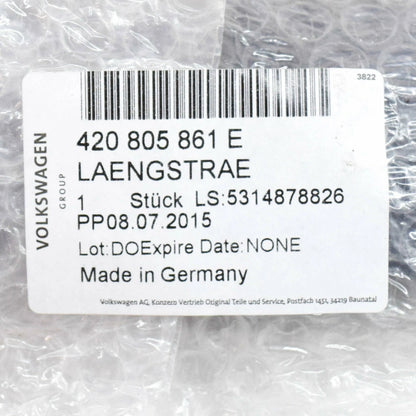 3822
VOLKSWAGEN
GROUP
420 805 861 E
LAENGSTRAE
1 Stück LS:5314878826
PP08.07.2015
Lot:DOExpire Date:NONE
Made in Germany
Volkswagen AG, Konzern Vertrieb Original Teile und Service, Postfach 1451, 34219 Baunatal